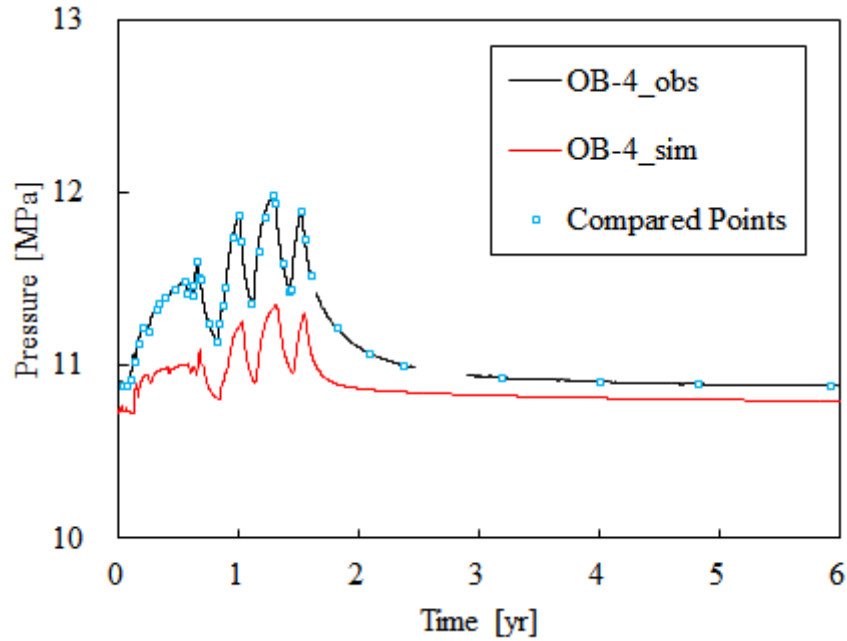 13
12
11
10
Pressure [MPa]
OB-4_obs
OB-4_sim
Compared Points
0 1 2 3 4 5 6
Time [yr]